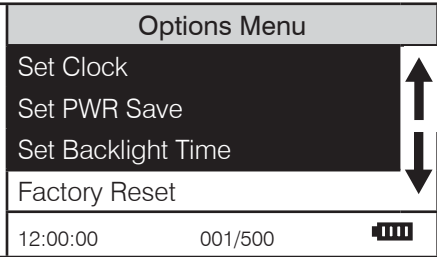 Options Menu
Set Clock
Set PWR Save
Set Backlight Time
Factory Reset
12:00:00 001/500